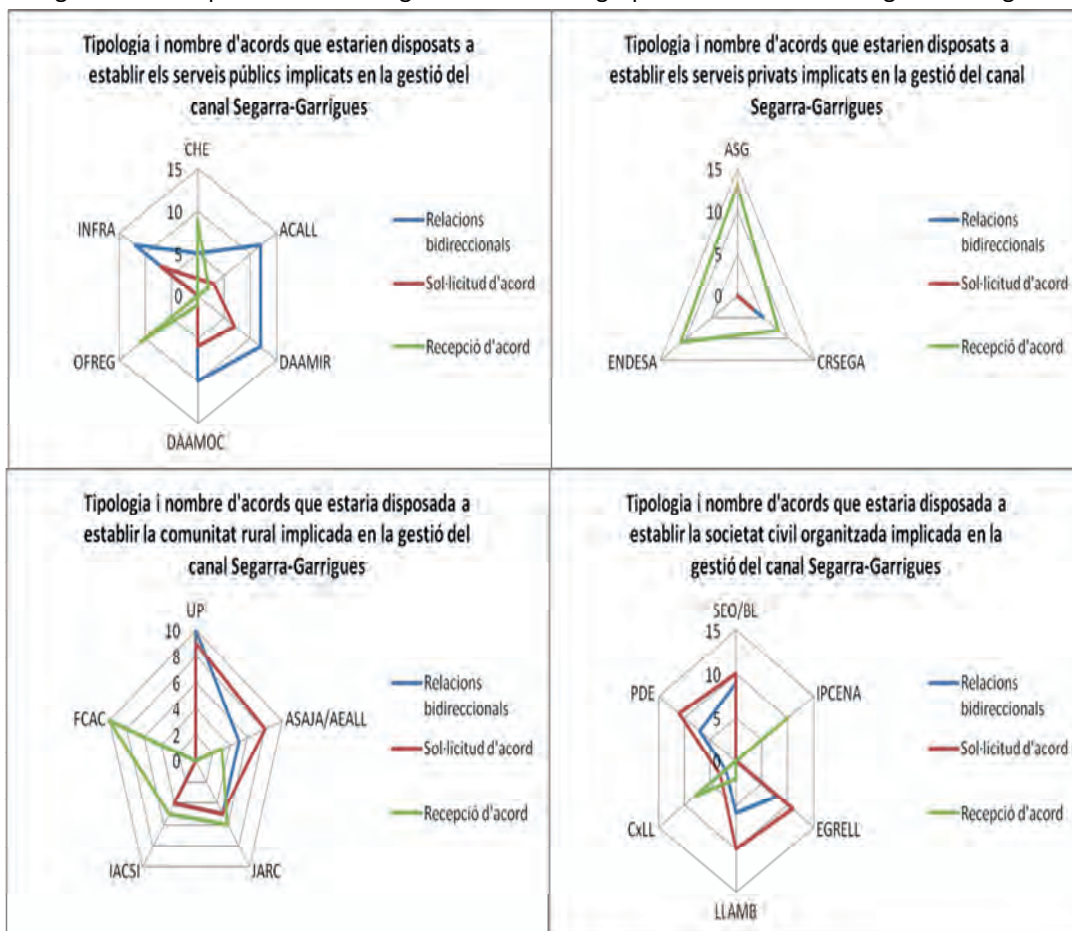 Tipologia i nombre d'acords que estarien disposats a
establir els serveis públics implicats en la gestió del
canal Segarra-Garrigues
CHE
15
10
5
0
INFRA
ACALL
OFREG
DAAMIR
DAAMOC
Relacions
bidireccionals
Sol·licitud d'acord
Recepció d'acord
Tipologia i nombre d'acords que estarien disposats a
establir els serveis privats implicats en la gestió del canal
Segarra-Garrigues
ASG
15
10
5
0
ENDESA
CRSEGA
Relacions
bidireccionals
Sol·licitud d'acord
Recepció d'acord
Tipologia i nombre d'acords que estaria disposada a
establir la comunitat rural implicada en la gestió del
canal Segarra-Garrigues
UP
10
8
6
4
2
0
FCAC
ASAJA/AEALL
IACSI
JARC
Relacions
bidireccionals
Sol·licitud d'acord
Recepció d'acord
Tipologia i nombre d'acords que estaria disposada a
establir la societat civil organitzada implicada en la
gestió del canal Segarra-Garrigues
SEO/BL
15
10
5
0
PDE
IPCENA
CxLL
EGRELL
LLAMB
Relacions
bidireccionals
Sol·licitud d'acord
Recepció d'acord